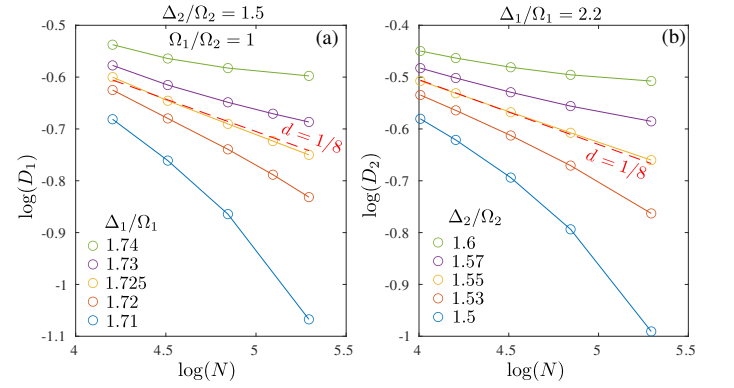 Δ₂/Ω₂ = 1.5
Ω₁/Ω₂ = 1
(a)
-0.5
-0.6
-0.7
-0.8
-0.9
-1
-1.1
log(D₁)
d = 1/8
Δ₁/Ω₁
1.74
1.73
1.725
1.72
1.71
4
4.5
5
5.5
log(N)
Δ₁/Ω₁ = 2.2
(b)
-0.4
-0.5
-0.6
-0.7
-0.8
-0.9
-1
log(D₂)
d = 1/8
Δ₂/Ω₂
1.6
1.57
1.55
1.53
1.5
4
4.5
5
5.5
log(N)